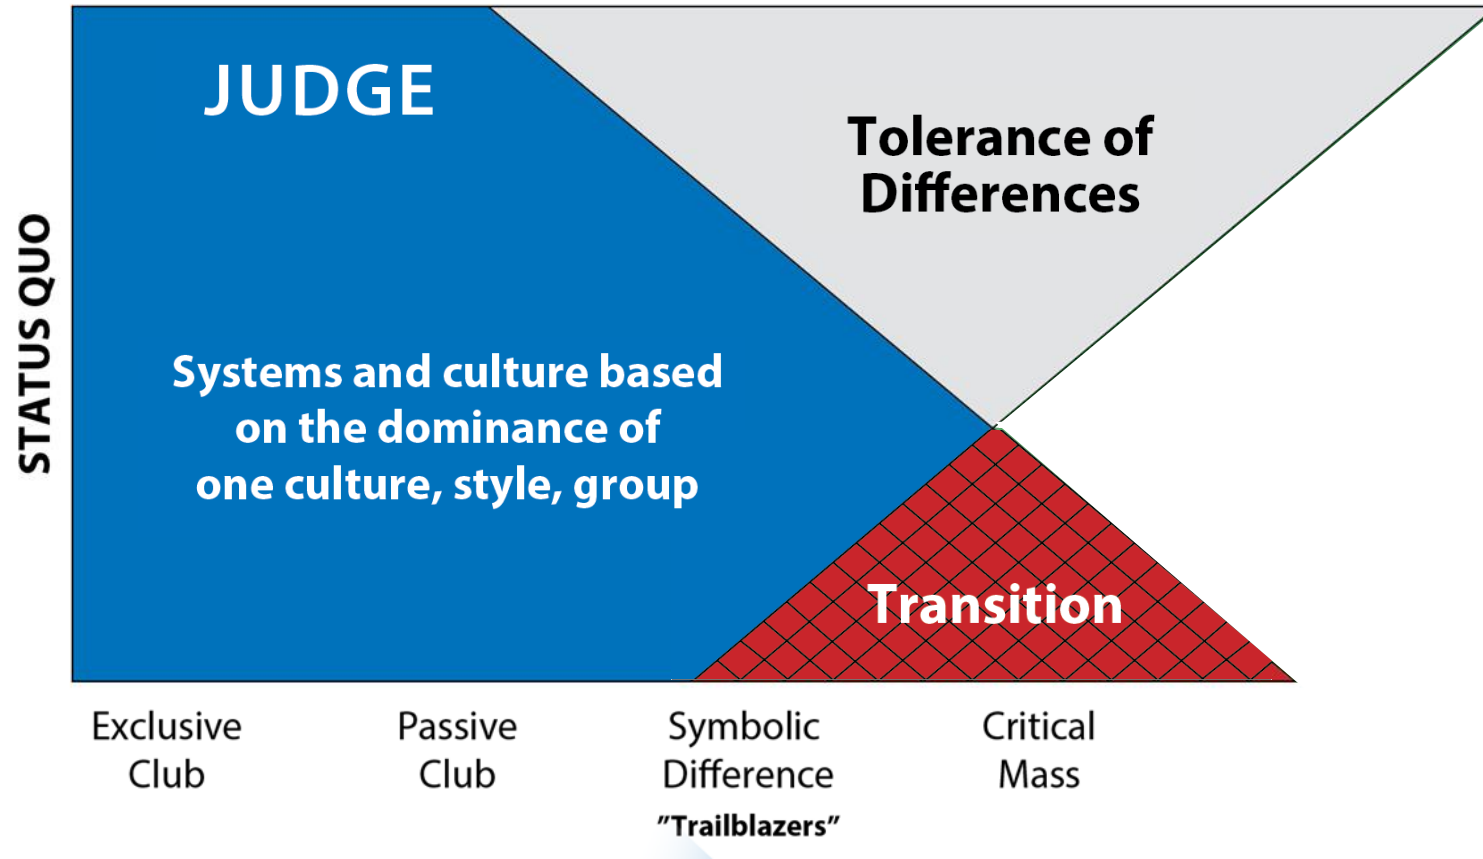 JUDGE
Tolerance of
Differences
STATUS QUO
Systems and culture based
on the dominance of
one culture, style, group
Transition
Exclusive
Club
Passive
Club
Symbolic
Difference
"Trailblazers"
Critical
Mass